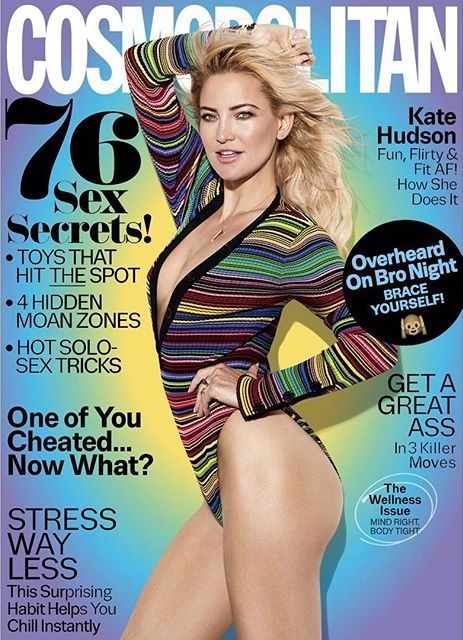 COSMOPOLITAN
76
Sex
Secrets!
• TOYS THAT
HIT THE SPOT
• 4 HIDDEN
MOAN ZONES
• HOT SOLO-
SEX TRICKS
One of You
Cheated...
Now What?
STRESS
WAY
LESS
This Surprising
Habit Helps You
Chill Instantly
Kate
Hudson
Fun, Flirty &
Fit AF!
How She
Does It
Overheard
On Bro Night
BRACE
YOURSELF!
GET A
GREAT
ASS
In 3 Killer
Moves
The
Wellness
Issue
MIND RIGHT,
BODY TIGHT